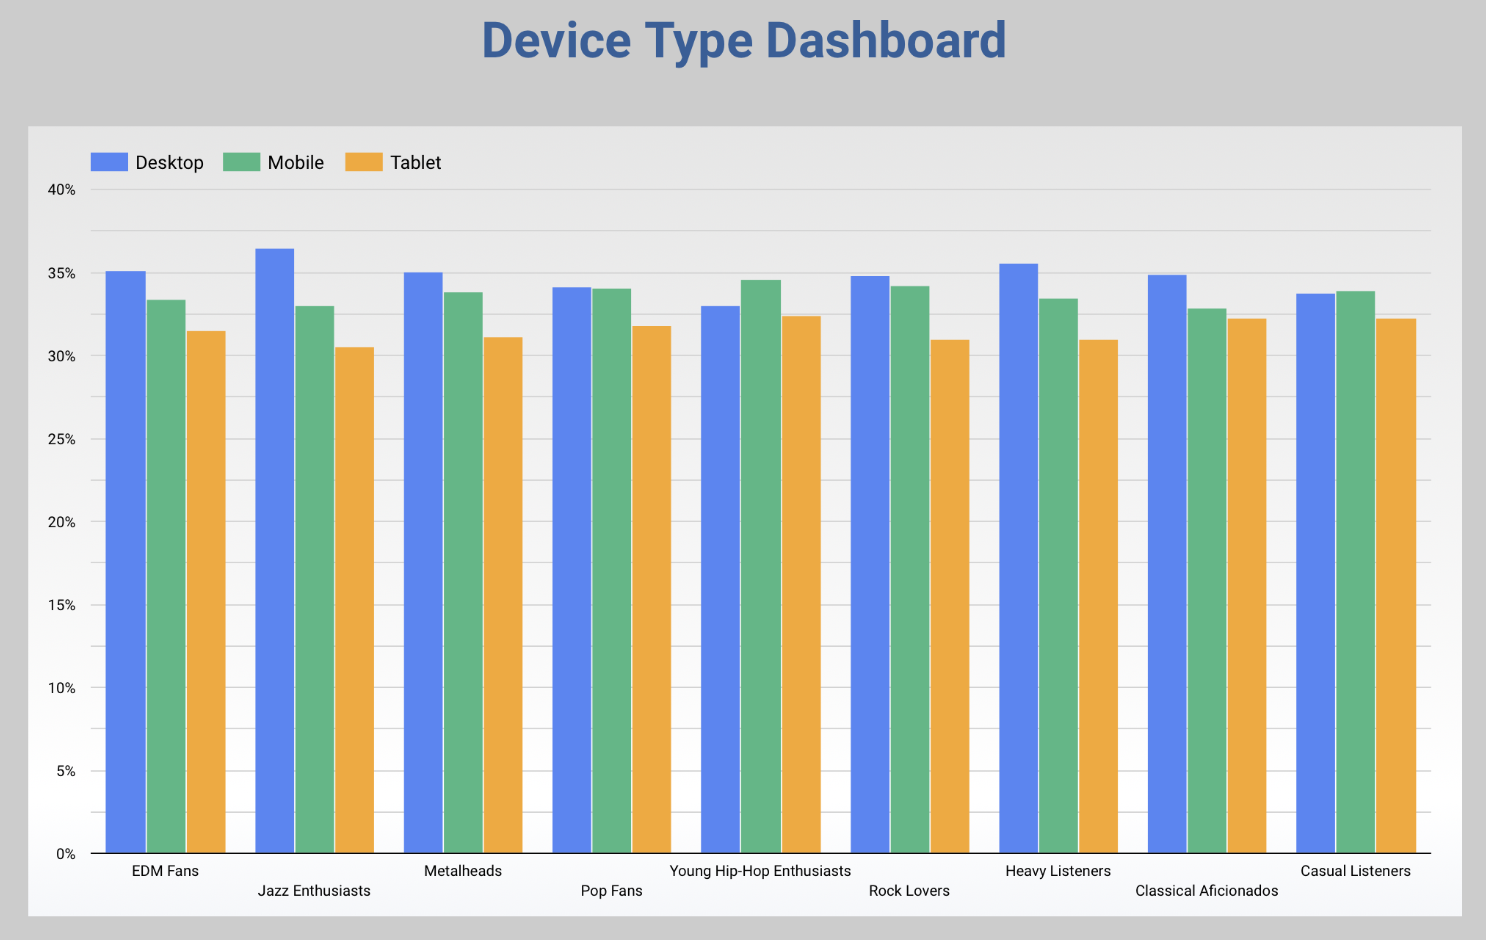 Device Type Dashboard
Desktop Mobile Tablet
40%
35%
30%
25%
20%
15%
10%
5%
0%
EDM Fans Metalheads Young Hip-Hop Enthusiasts Heavy Listeners Casual Listeners
Jazz Enthusiasts Pop Fans Rock Lovers Classical Aficionados